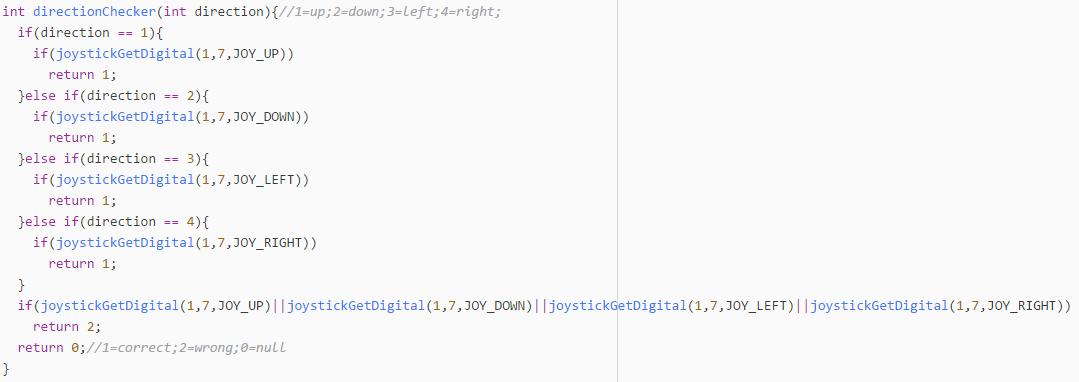 int directionChecker(int direction){//1=up;2=down;3=left;4=right;
  if(direction == 1){
    if(joystickGetDigital(1,7,JOY_UP))
      return 1;
  }else if(direction == 2){
    if(joystickGetDigital(1,7,JOY_DOWN))
      return 1;
  }else if(direction == 3){
    if(joystickGetDigital(1,7,JOY_LEFT))
      return 1;
  }else if(direction == 4){
    if(joystickGetDigital(1,7,JOY_RIGHT))
      return 1;
  }
  if(joystickGetDigital(1,7,JOY_UP)||joystickGetDigital(1,7,JOY_DOWN)||joystickGetDigital(1,7,JOY_LEFT)||joystickGetDigital(1,7,JOY_RIGHT))
    return 2;
  return 0;//1=correct;2=wrong;0=null
}